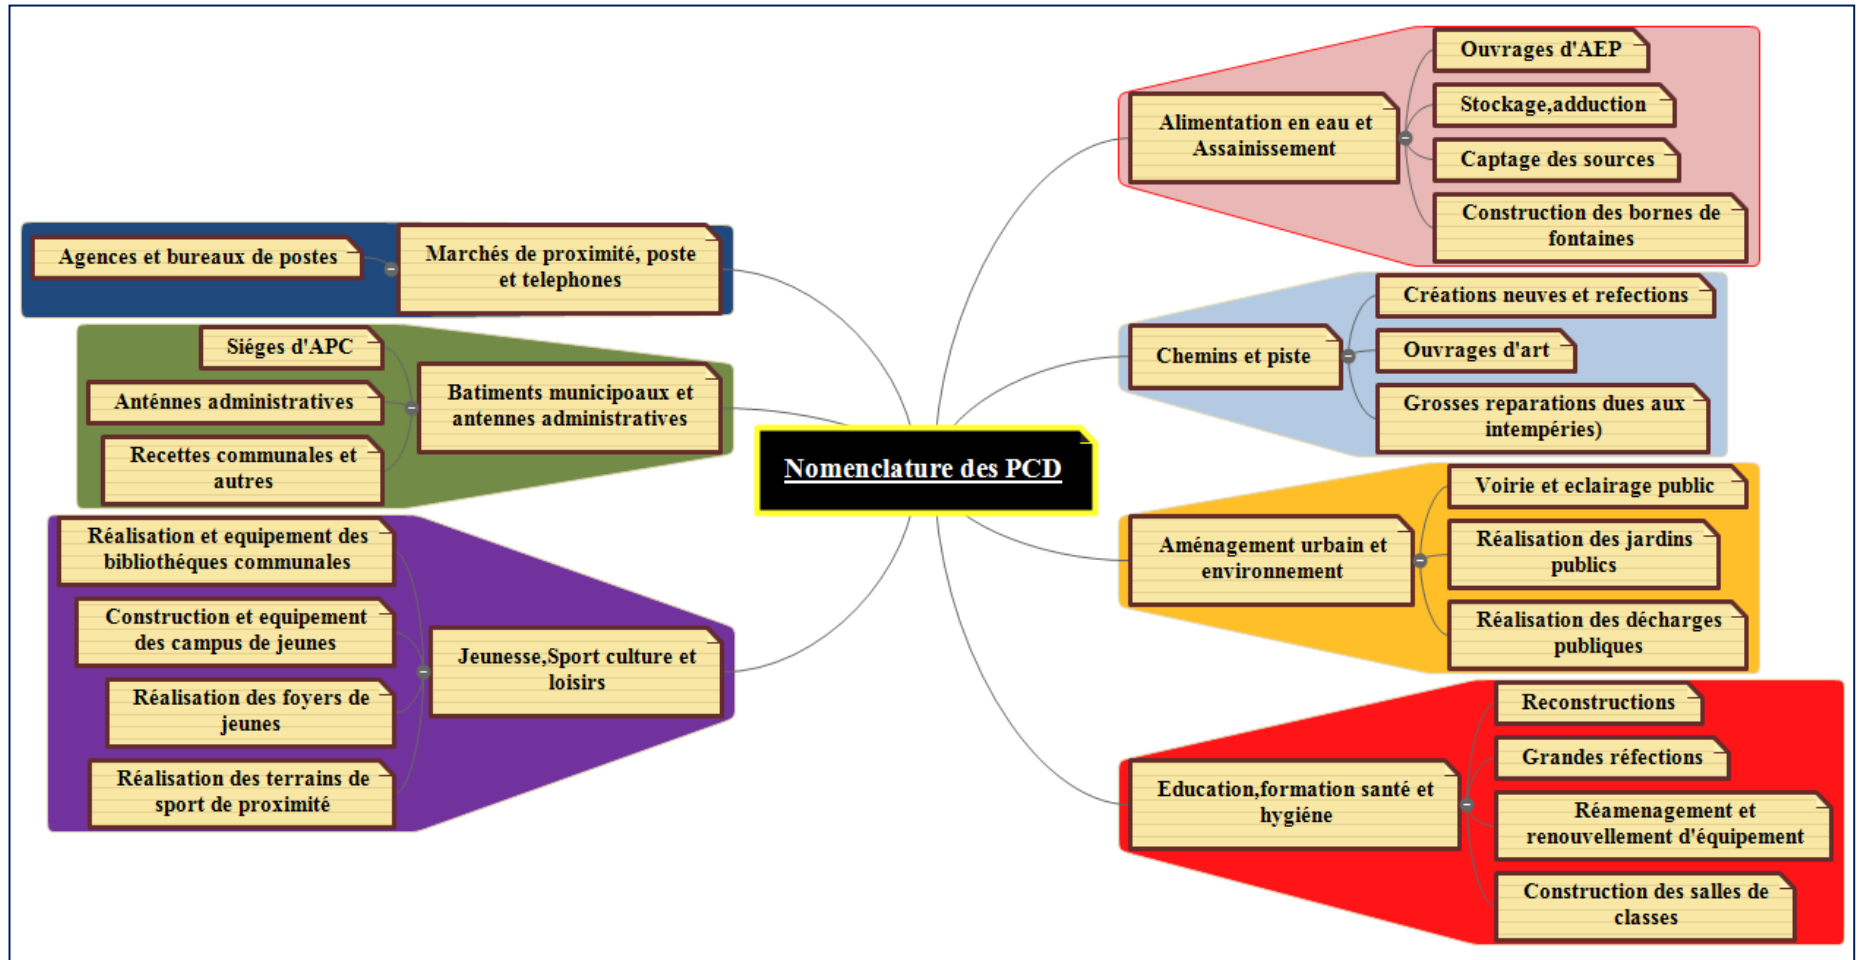 Nomenclature des PCD
Alimentation en eau et
Assainissement
Ouvrages d'AEP
Stockage,adduction
Captage des sources
Construction des bornes de
fontaines
Chemins et piste
Créations neuves et refections
Ouvrages d'art
Grosses reparations dues aux
intempéries)
Aménagement urbain et
environnement
Voirie et eclairage public
Réalisation des jardins
publics
Réalisation des décharges
publiques
Education,formation santé et
hygiéne
Reconstructions
Grandes réfections
Réamenagement et
renouvellement d'équipement
Construction des salles de
classes
Marchés de proximité, poste
et telephones
Agences et bureaux de postes
Batiments municipoaux et
antennes administratives
Siéges d'APC
Anténnes administratives
Recettes communales et
autres
Jeunesse,Sport culture et
loisirs
Réalisation et equipement des
bibliothéques communales
Construction et equipement
des campus de jeunes
Réalisation des foyers de
jeunes
Réalisation des terrains de
sport de proximité